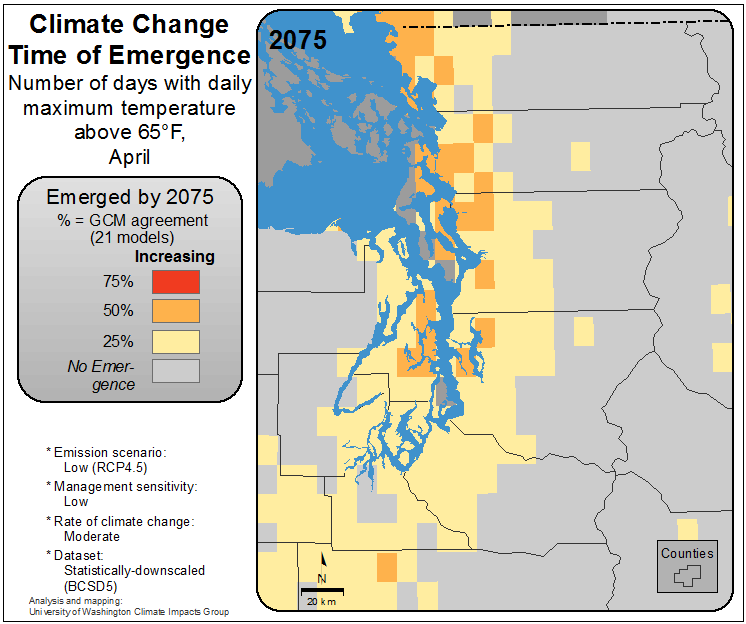 Climate Change
Time of Emergence
Number of days with daily
maximum temperature
above 65°F,
April
Emerged by 2075
% = GCM agreement
(21 models)
Increasing
75%
50%
25%
No Emer-
gence
* Emission scenario:
Low (RCP4.5)
* Management sensitivity:
Low
* Rate of climate change:
Moderate
* Dataset:
Statistically-downscaled
(BCSD5)
Analysis and mapping:
University of Washington Climate Impacts Group
2075
N
20 km
Counties